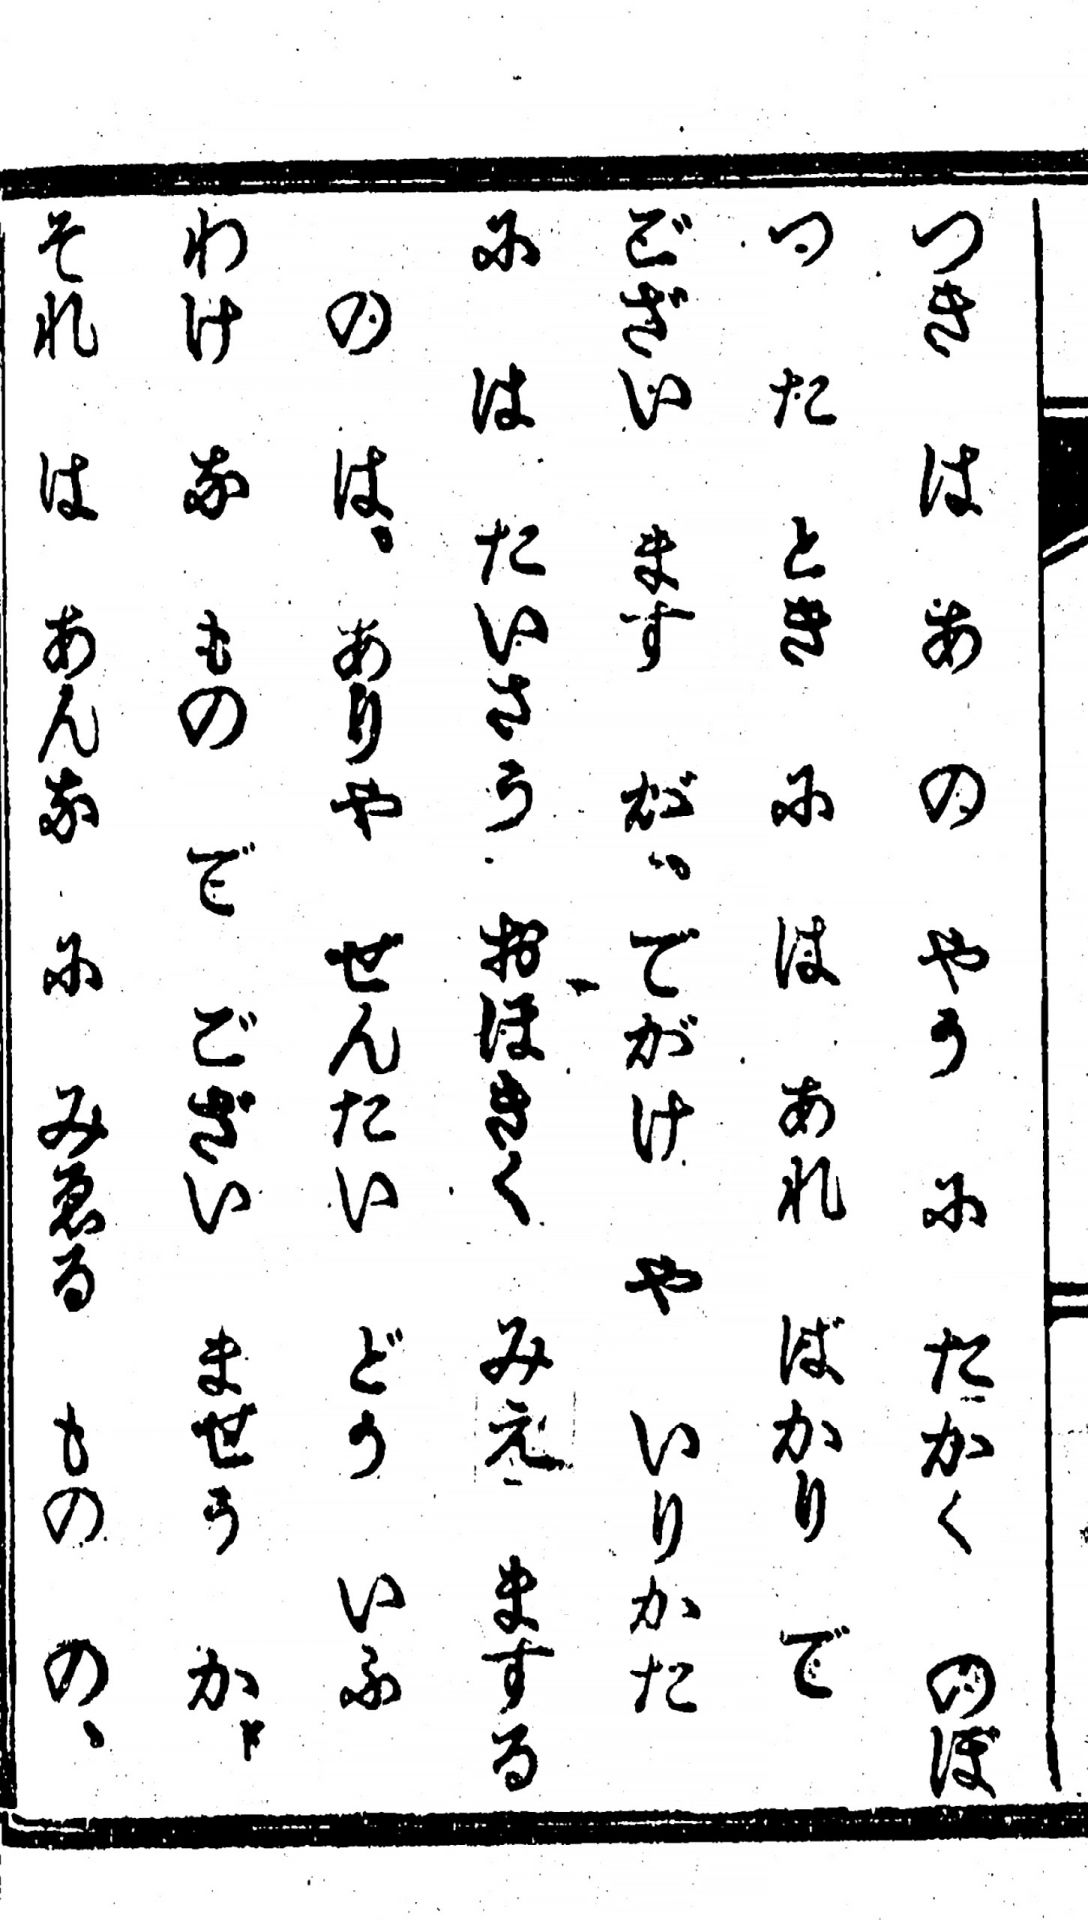 つき は あの やう に たかく のぼ
つた とき に は あれ ばかり で
ござい ます が、 でがけ や いりかた
に は たいさう おほきく みえ まする
の は、 ありや ぜんたい どう いふ
わけ な もの で ござい ませう か、
それ は あんな に みゑる もの の、